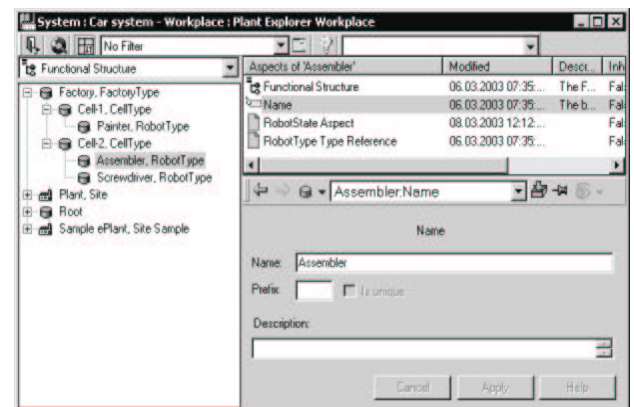 System : Car system - Workplace : Plant Explorer Workplace
No Filter
Functional Structure
Factory, FactoryType
Cell-1, CellType
Painter, RobotType
Cell-2, CellType
Assembler, RobotType
Screwdriver, RobotType
Plant, Site
Root
Sample ePlant, Site Sample
Aspects of 'Assembler' Modified Descr... Inh
Functional Structure 06.03.2003 07:35:... The F... Fal
Name 06.03.2003 07:35:... The b... Fal
RobotState Aspect 08.03.2003 12:12:... Fal
RobotType Type Reference 06.03.2003 07:35:... Fal
Assembler:Name
Name
Name: Assembler
Prefix: Is unique
Description:
Cancel Apply Help